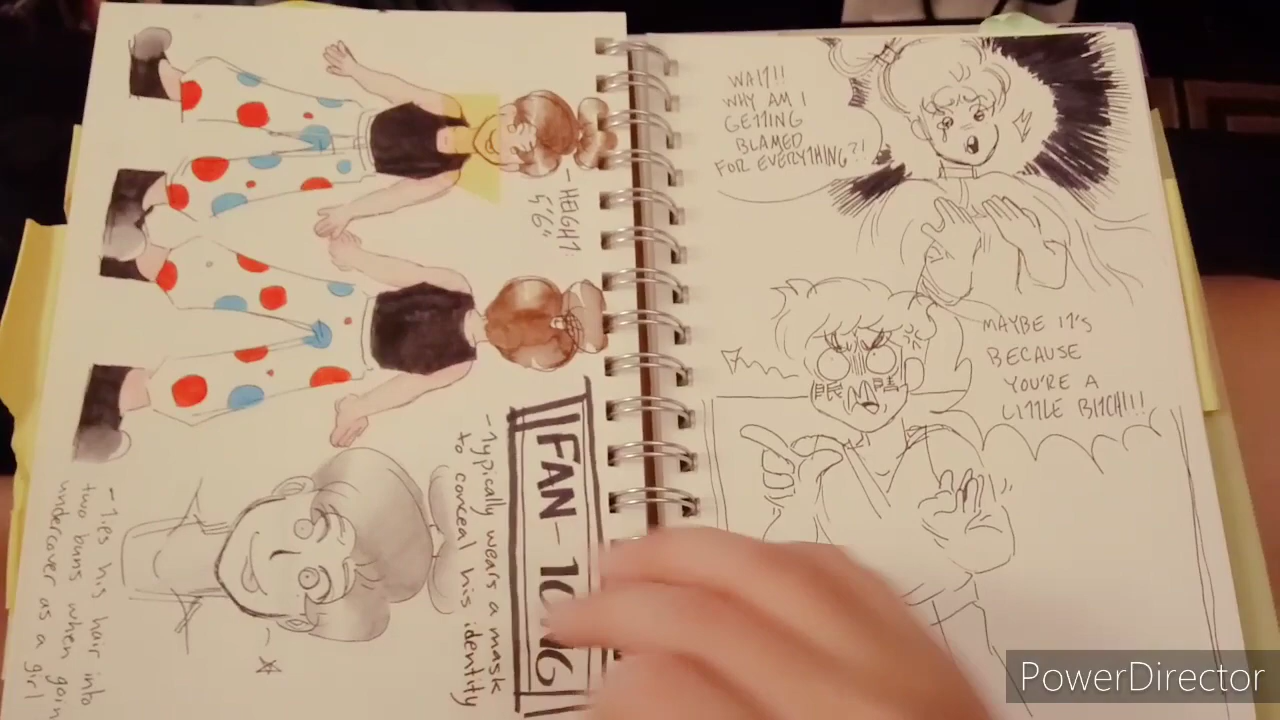 - HEIGHT:
5'6"
FAN-
- Typically wears a mask
to conceal his identity
- Ties his hair into
two buns when goin
undercover as a girl
WAIT!!
WHY AM I
GETTING
BLAMED
FOR EVERYTHING?!
MAYBE IT'S
BECAUSE
YOU'RE A
LITTLE BITCH!!!
PowerDirector